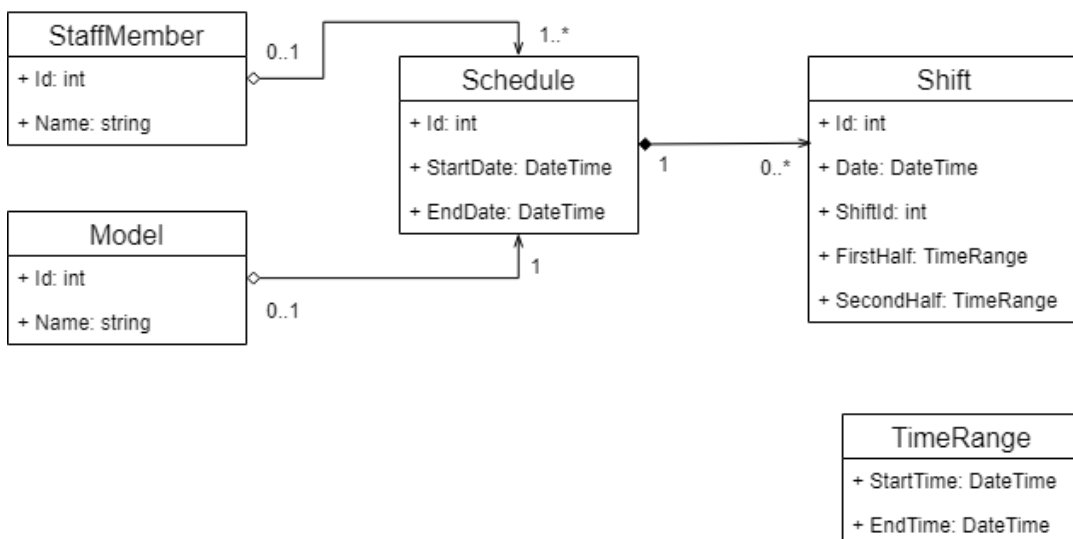 StaffMember
+ Id: int
+ Name: string
0..1
1..*
Schedule
+ Id: int
+ StartDate: DateTime
+ EndDate: DateTime
1
0..*
Shift
+ Id: int
+ Date: DateTime
+ ShiftId: int
+ FirstHalf: TimeRange
+ SecondHalf: TimeRange
Model
+ Id: int
+ Name: string
0..1
1
TimeRange
+ StartTime: DateTime
+ EndTime: DateTime